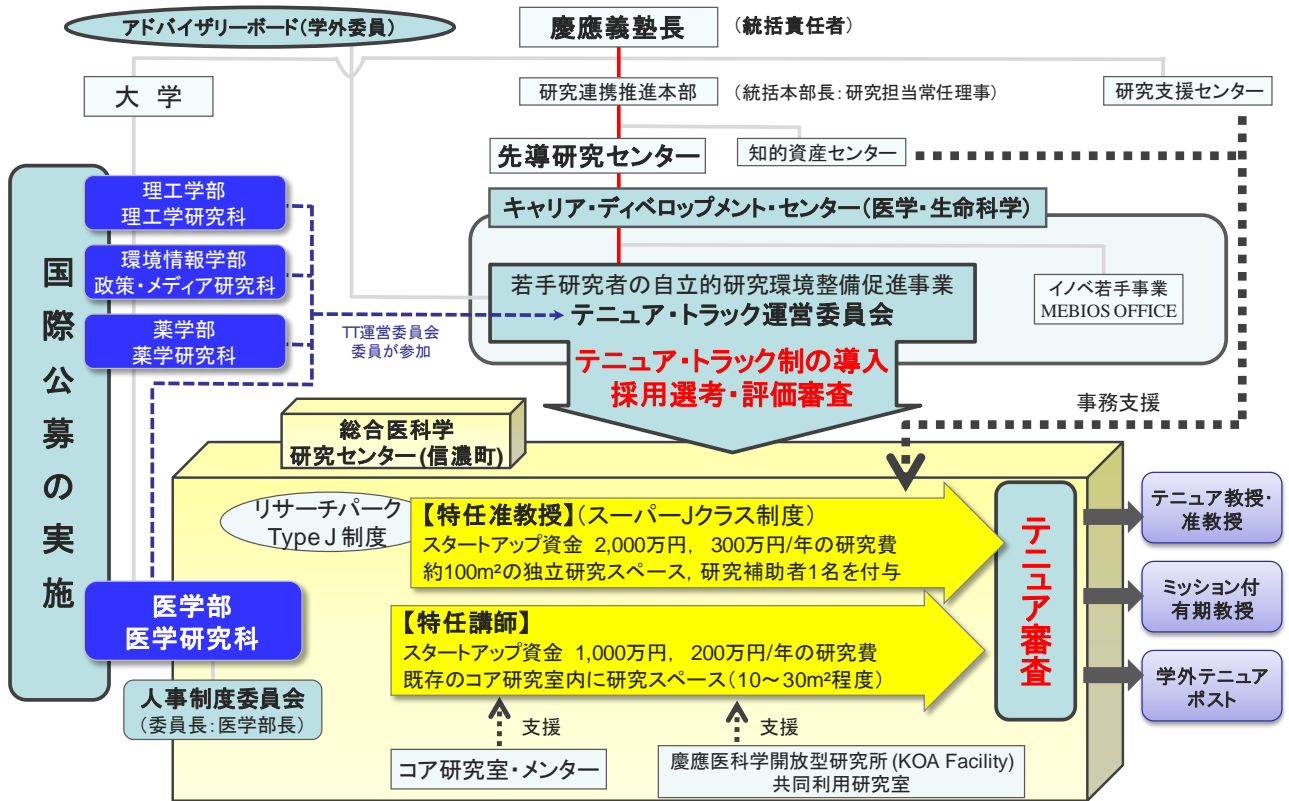 アドバイザリーボード(学外委員)
慶應義塾長
(統括責任者)
大 学
研究連携推進本部
(統括本部長:研究担当常任理事)
研究支援センター
先導研究センター
知的資産センター
キャリア・ディベロップメント・センター(医学・生命科学)
国際公募の実施
理工学部
理工学研究科
環境情報学部
政策・メディア研究科
薬学部
薬学研究科
TT運営委員会
委員が参加
若手研究者の自立的研究環境整備促進事業
テニュア・トラック運営委員会
イノベ若手事業
MEBIOS OFFICE
テニュア・トラック制の導入
採用選考・評価審査
事務支援
総合医科学
研究センター(信濃町)
リサーチパーク
Type J 制度
【特任准教授】(スーパーJクラス制度)
スタートアップ資金 2,000万円, 300万円/年の研究費
約100m²の独立研究スペース, 研究補助者1名を付与
【特任講師】
スタートアップ資金 1,000万円, 200万円/年の研究費
既存のコア研究室内に研究スペース(10~30m²程度)
テニュア審査
テニュア教授・
准教授
ミッション付
有期教授
学外テニュア
ポスト
医学部
医学研究科
人事制度委員会
(委員長:医学部長)
支援
コア研究室・メンター
支援
慶應医科学開放型研究所 (KOA Facility)
共同利用研究室